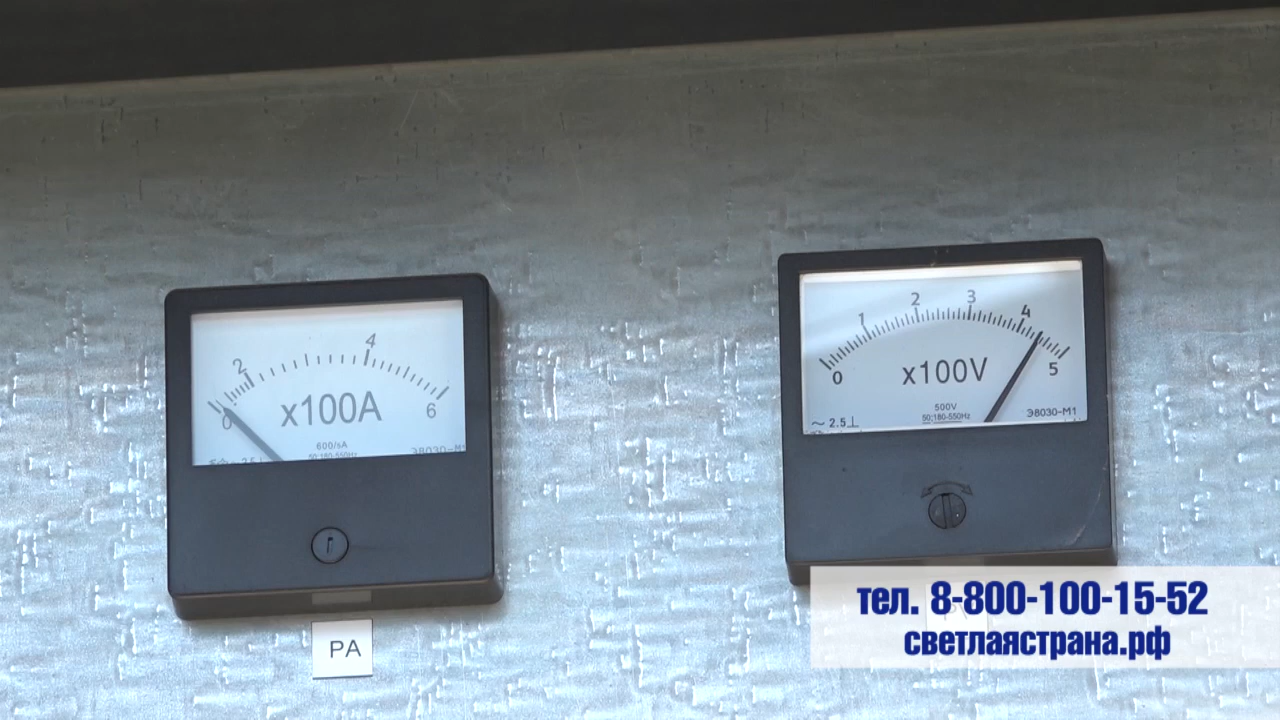 2
4
0
6
x100A
600/5A
50;180-550Hz
Э8030-М1
PA
0
1
2
3
4
5
x100V
500V
50;180-550Hz
~ 2.5 ⊥
Э8030-М1
тел. 8-800-100-15-52
светлаястрана.рф